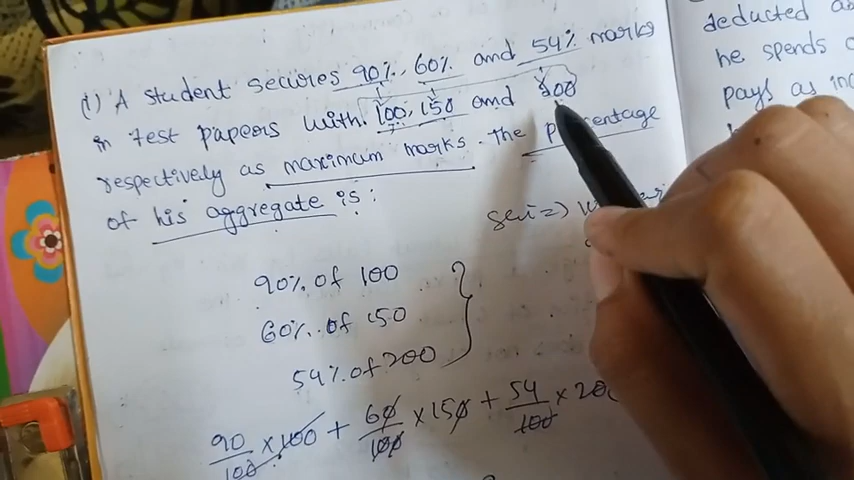 (1) A student secures 90%, 60% and 54% marks
in test papers with 100, 150 and 200
respectively as maximum marks. The percentage
of his aggregate is:
90% of 100
60% of 150
54% of 200
90/100 × 100 + 60/100 × 150 + 54/100 × 20
deducted
he spends
pays as in